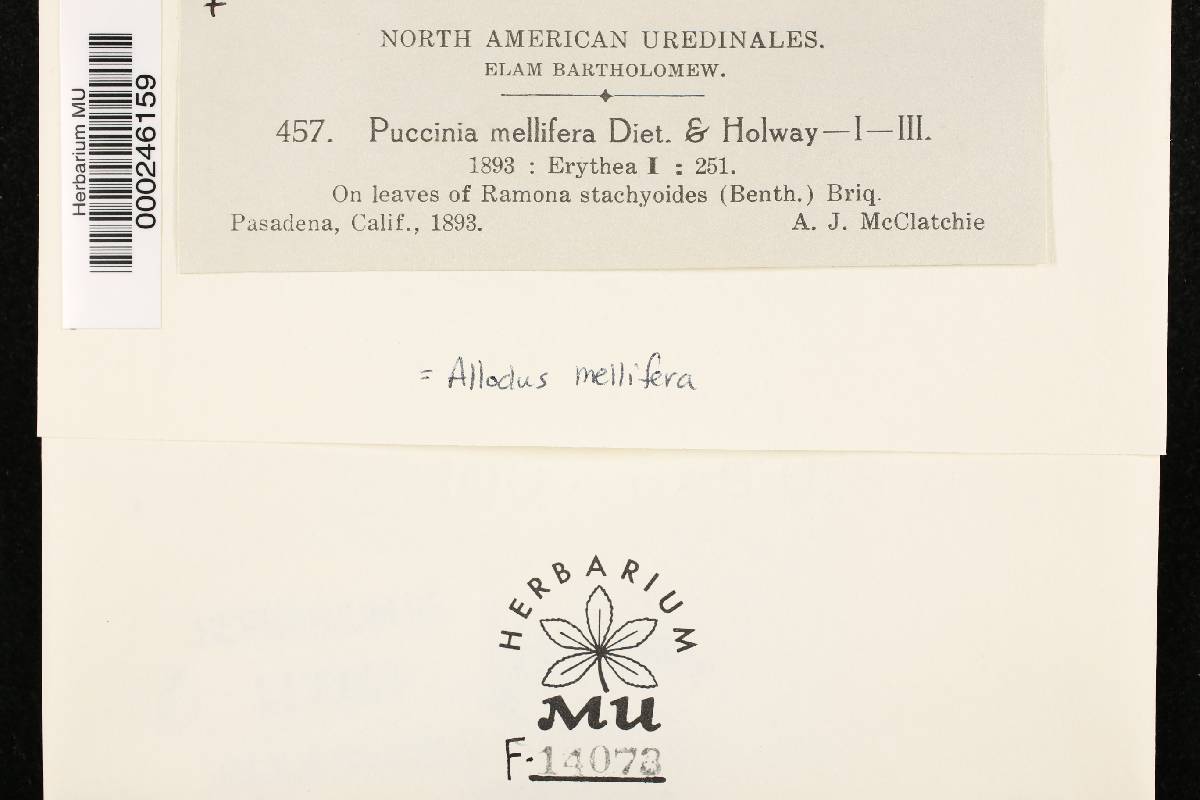 Herbarium MU
000246159
NORTH AMERICAN UREDINALES.
ELAM BARTHOLOMEW.
457. Puccinia mellifera Diet. & Holway—I—III.
1893 : Erythea I : 251.
On leaves of Ramona stachyoides (Benth.) Briq.
Pasadena, Calif., 1893. A. J. McClatchie
= Allodus mellifera
HERBARIUM
MU
F-14073